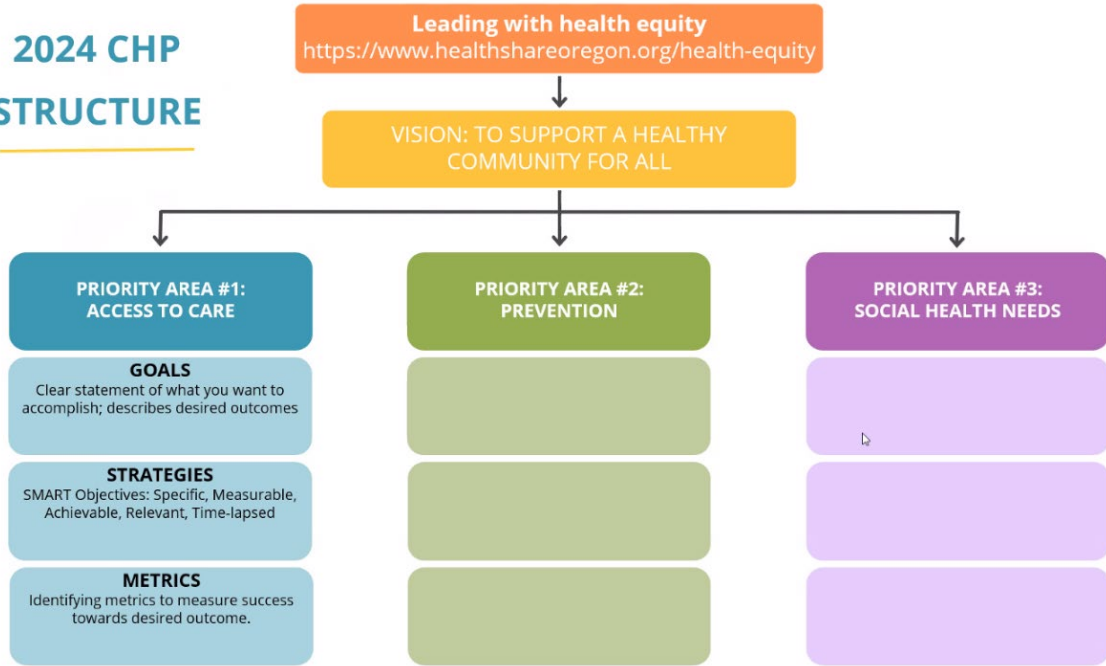 2024 CHP
STRUCTURE
Leading with health equity
https://www.healthshareoregon.org/health-equity
VISION: TO SUPPORT A HEALTHY
COMMUNITY FOR ALL
PRIORITY AREA #1:
ACCESS TO CARE
PRIORITY AREA #2:
PREVENTION
PRIORITY AREA #3:
SOCIAL HEALTH NEEDS
GOALS
Clear statement of what you want to
accomplish; describes desired outcomes
STRATEGIES
SMART Objectives: Specific, Measurable,
Achievable, Relevant, Time-lapsed
METRICS
Identifying metrics to measure success
towards desired outcome.